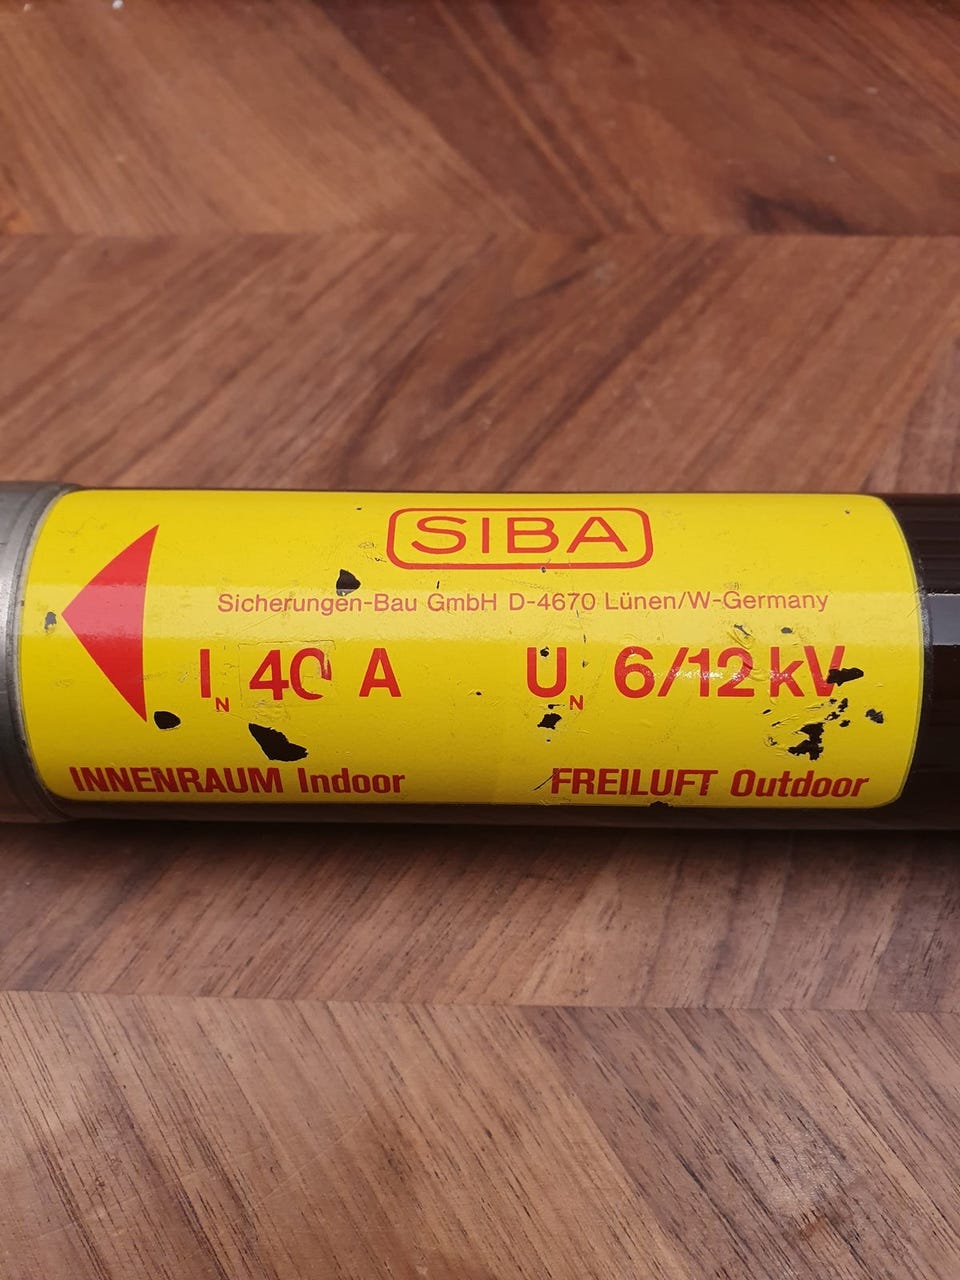 SIBA
Sicherungen-Bau GmbH D-4670 Lünen/W-Germany
IN 40 A UN 6/12 kV
INNENRAUM Indoor FREILUFT Outdoor